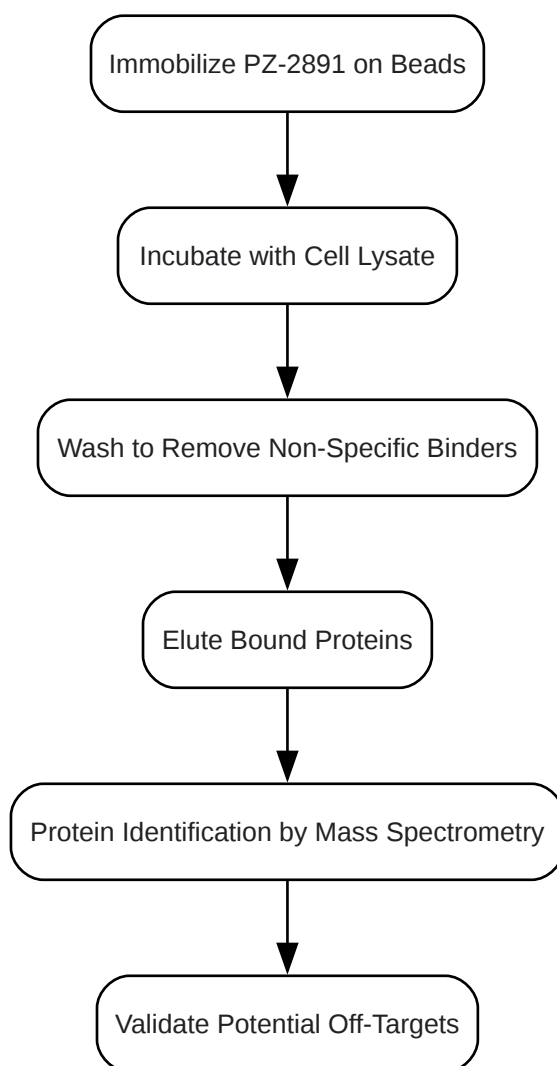 Immobilize PZ-2891 on Beads
Incubate with Cell Lysate
Wash to Remove Non-Specific Binders
Elute Bound Proteins
Protein Identification by Mass Spectrometry
Validate Potential Off-Targets